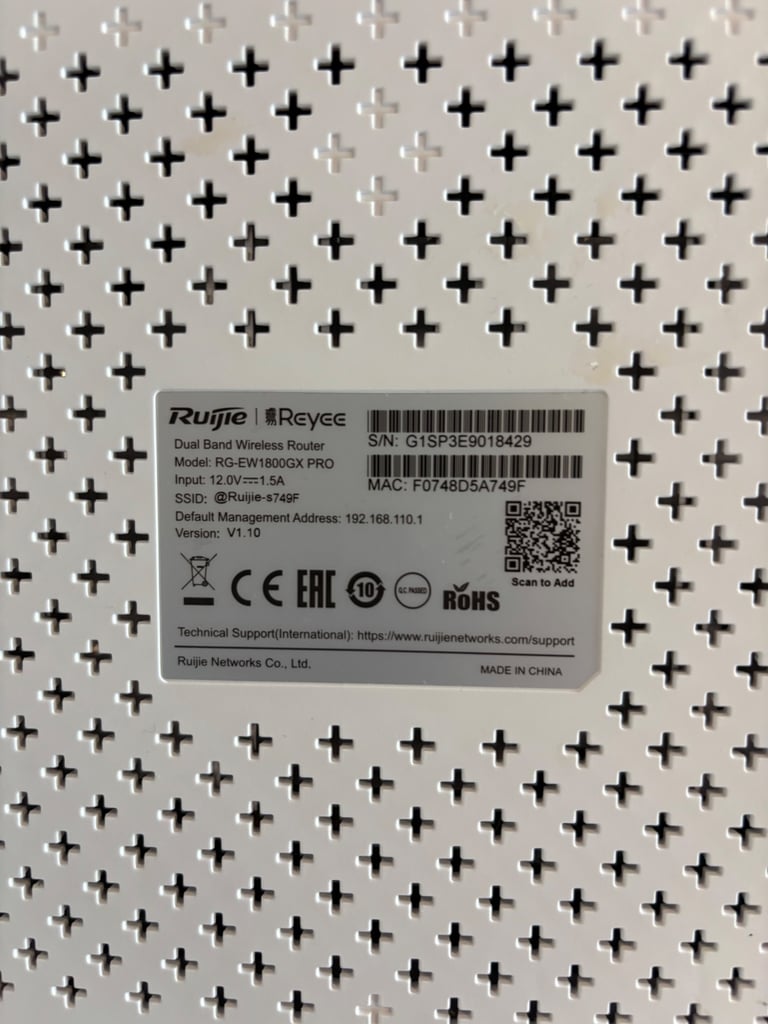 Ruijie | 睿易 Reyee
Dual Band Wireless Router
Model: RG-EW1800GX PRO
Input: 12.0V⎓1.5A
SSID: @Ruijie-s749F
Default Management Address: 192.168.110.1
Version: V1.10
S/N: G1SP3E9018429
MAC: F0748D5A749F
Scan to Add
CE EAC 10 Q.C. PASSED RoHS
Technical Support(International): https://www.ruijienetworks.com/support
Ruijie Networks Co., Ltd.
MADE IN CHINA